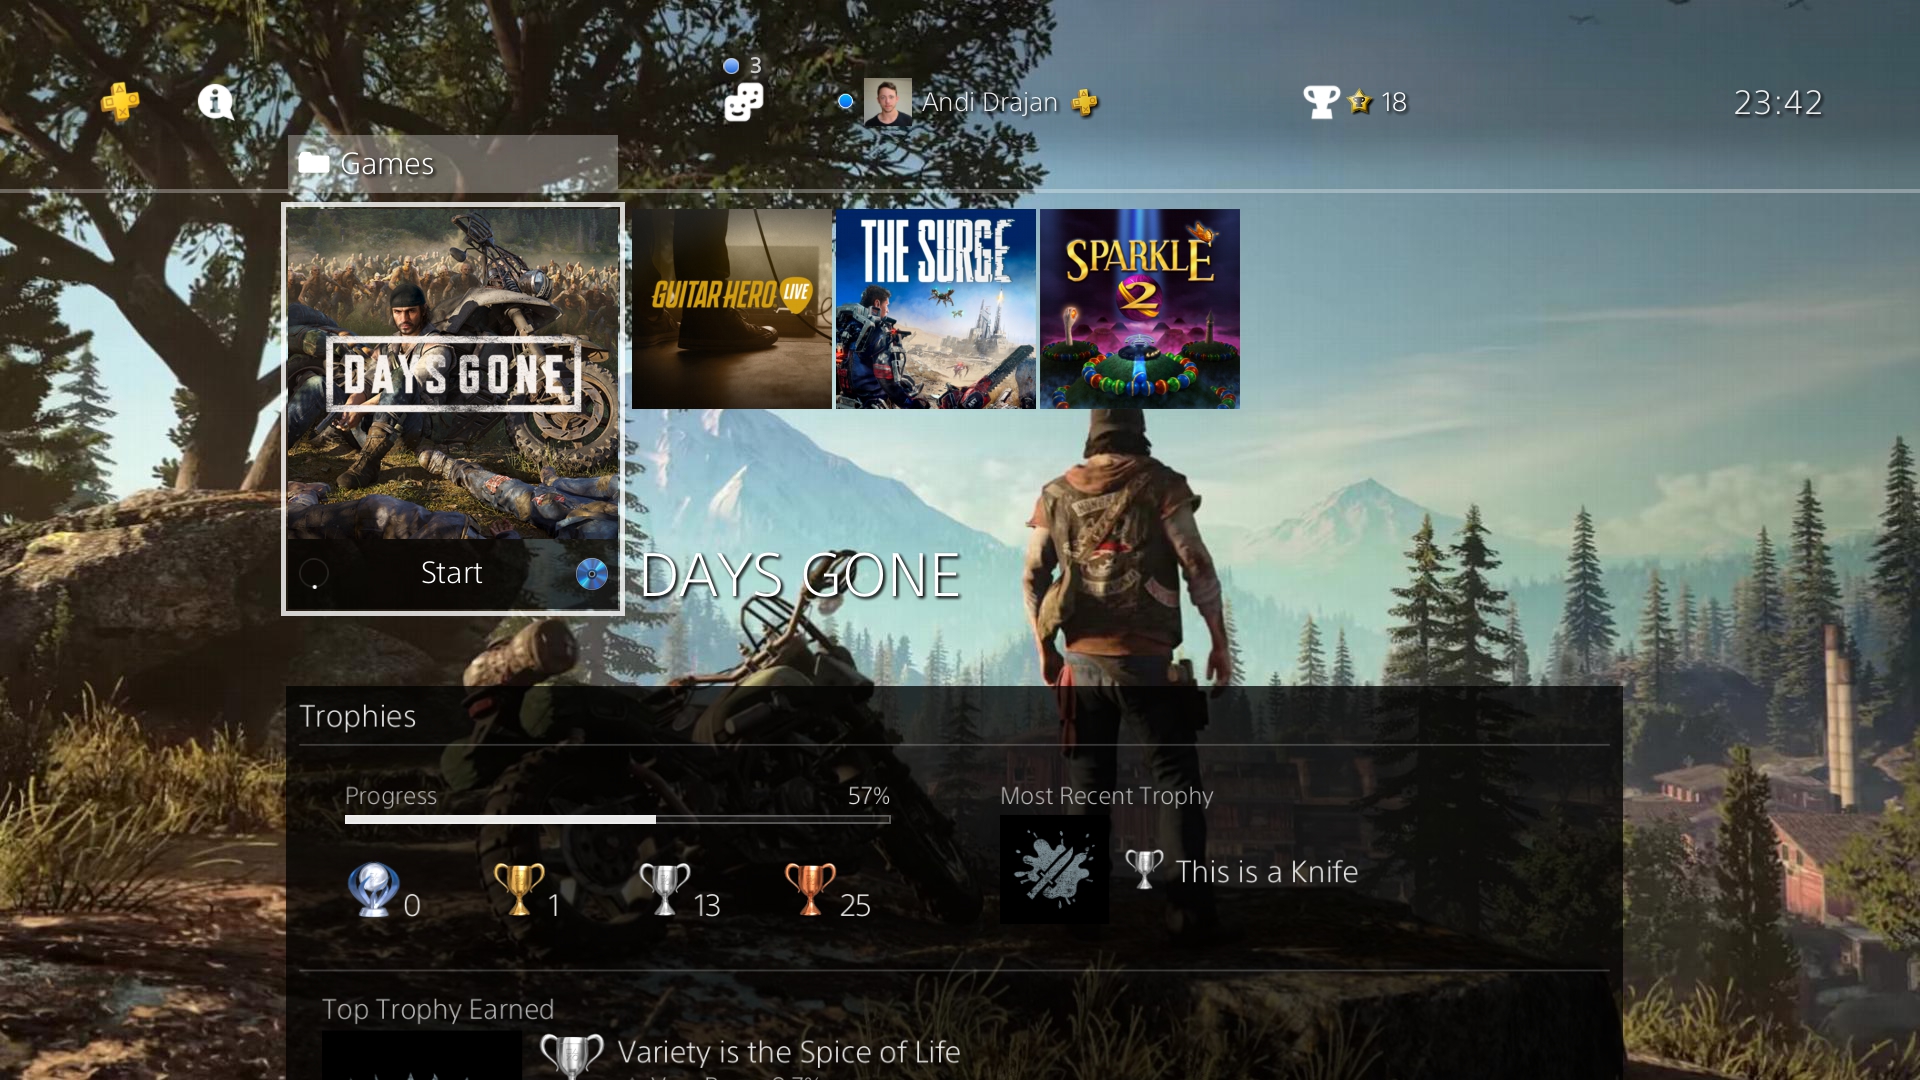 3
Andi Drajan
18
23:42
Games
DAYS GONE
GUITAR HERO LIVE
THE SURGE
SPARKLE
2
Start
DAYS GONE
Trophies
Progress
57%
Most Recent Trophy
0
1
13
25
This is a Knife
Top Trophy Earned
Variety is the Spice of Life